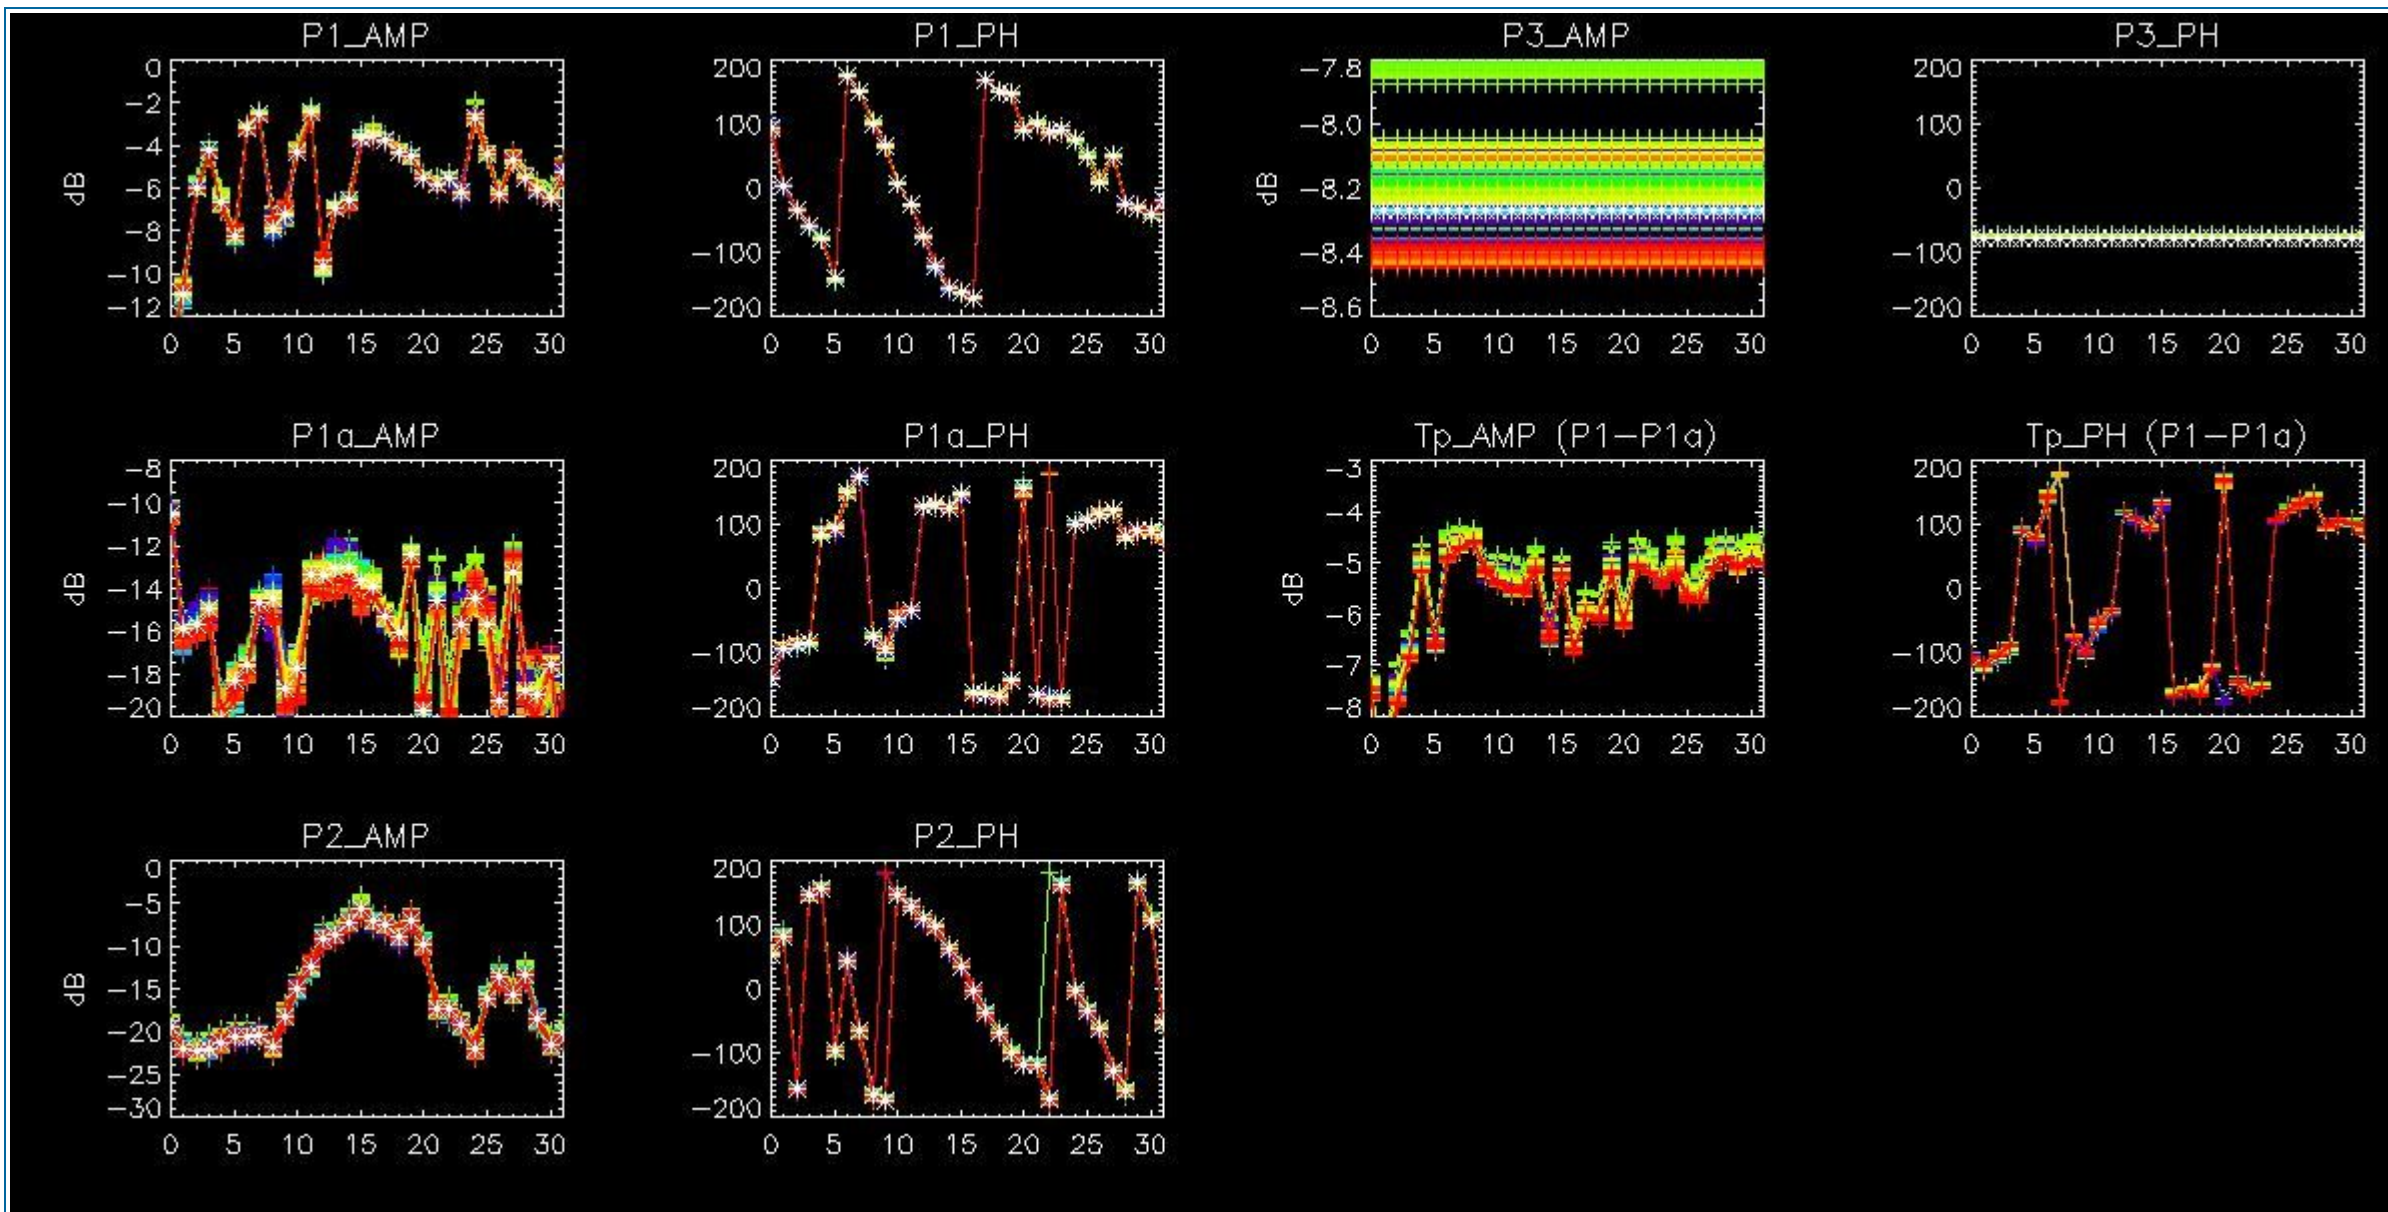 P1_AMP
0
−2
−4
−6
−8
−10
−12
dB
0 5 10 15 20 25 30
P1_PH
200
100
0
−100
−200
0 5 10 15 20 25 30
P3_AMP
−7.8
−8.0
−8.2
−8.4
−8.6
dB
0 5 10 15 20 25 30
P3_PH
200
100
0
−100
−200
0 5 10 15 20 25 30
P1a_AMP
−8
−10
−12
−14
−16
−18
−20
dB
0 5 10 15 20 25 30
P1a_PH
200
100
0
−100
−200
0 5 10 15 20 25 30
Tp_AMP (P1−P1a)
−3
−4
−5
−6
−7
−8
dB
0 5 10 15 20 25 30
Tp_PH (P1−P1a)
200
100
0
−100
−200
0 5 10 15 20 25 30
P2_AMP
0
−5
−10
−15
−20
−25
−30
dB
0 5 10 15 20 25 30
P2_PH
200
100
0
−100
−200
0 5 10 15 20 25 30